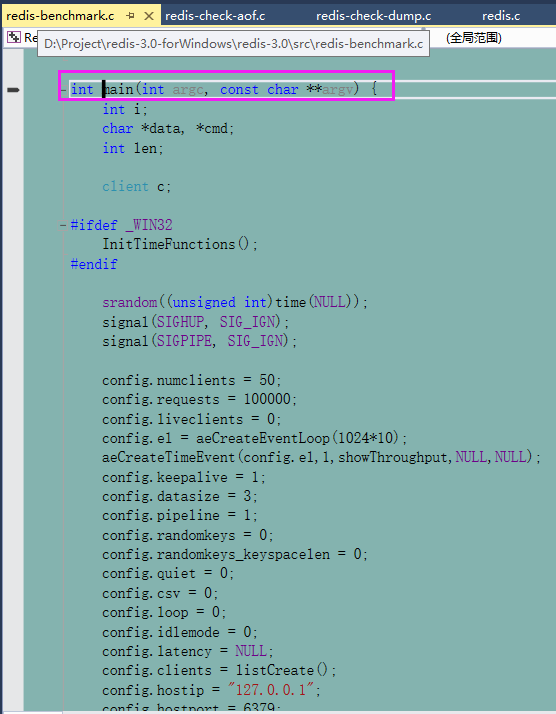 redis-benchmark.c redis-check-aof.c redis-check-dump.c redis.c
Re D:\Project\redis-3.0-forWindows\redis-3.0\src\redis-benchmark.c (全局范围)
int main(int argc, const char **argv) {
int i;
char *data, *cmd;
int len;
client c;
#ifdef _WIN32
InitTimeFunctions();
#endif
srandom((unsigned int)time(NULL));
signal(SIGHUP, SIG_IGN);
signal(SIGPIPE, SIG_IGN);
config.numclients = 50;
config.requests = 100000;
config.liveclients = 0;
config.el = aeCreateEventLoop(1024*10);
aeCreateTimeEvent(config.el,1,showThroughput,NULL,NULL);
config.keepalive = 1;
config.datasize = 3;
config.pipeline = 1;
config.randomkeys = 0;
config.randomkeys_keyspacelen = 0;
config.quiet = 0;
config.csv = 0;
config.loop = 0;
config.idlemode = 0;
config.latency = NULL;
config.clients = listCreate();
config.hostip = "127.0.0.1";
config.hostport = 6379;